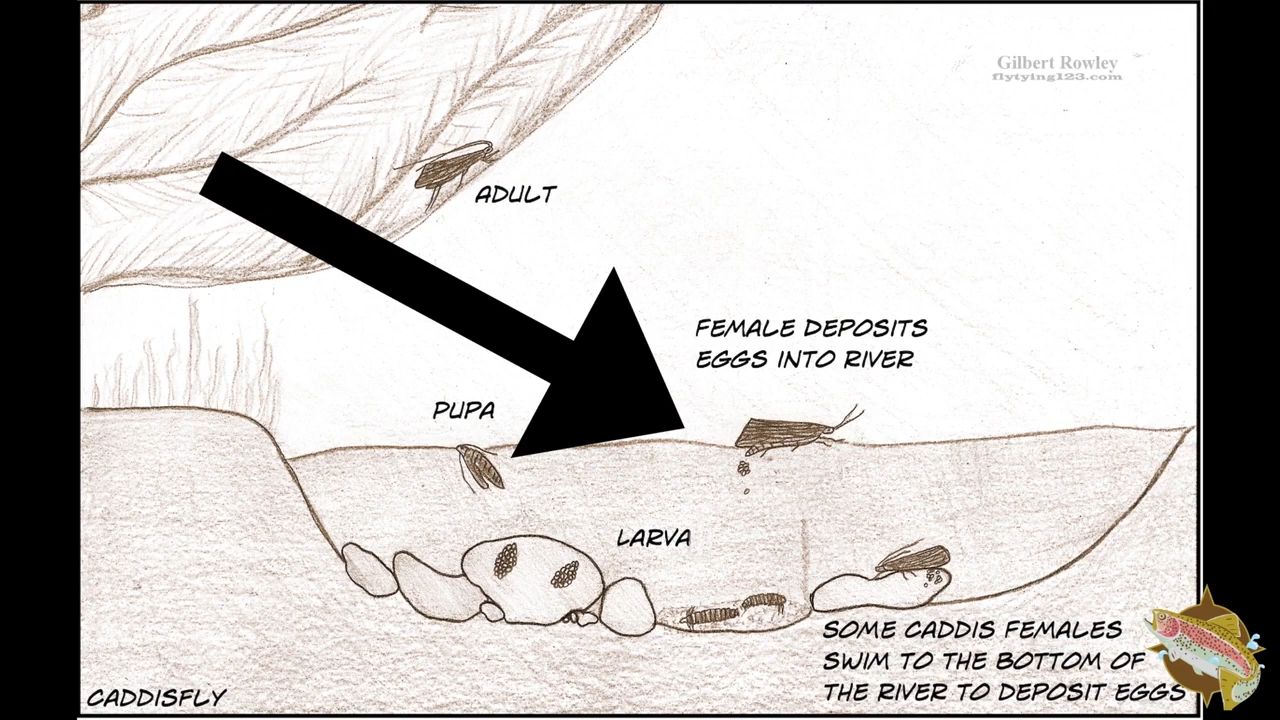 Gilbert Rowley
flytying123.com
ADULT
FEMALE DEPOSITS
EGGS INTO RIVER
PUPA
LARVA
SOME CADDIS FEMALES
SWIM TO THE BOTTOM OF
THE RIVER TO DEPOSIT EGGS
CADDISFLY